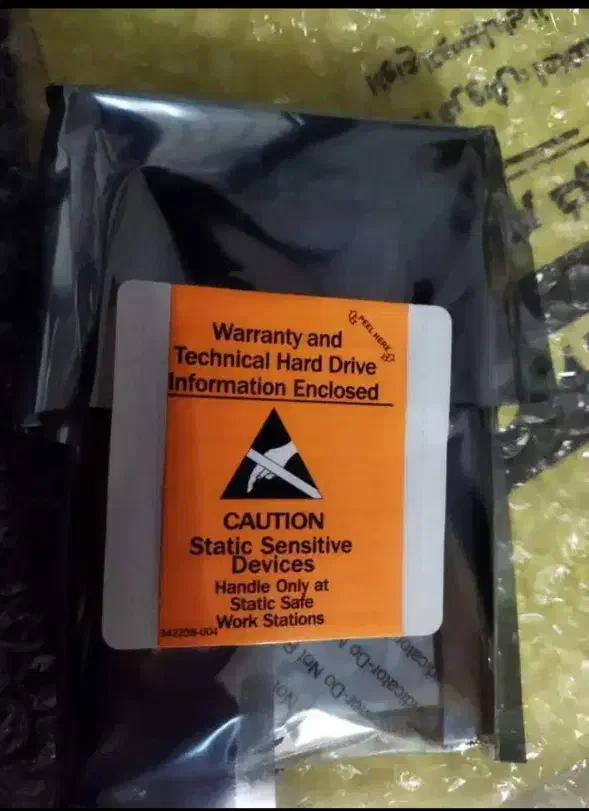 PEEL HERE
Warranty and
Technical Hard Drive
Information Enclosed
CAUTION
Static Sensitive
Devices
Handle Only at
Static Safe
Work Stations
342208-004